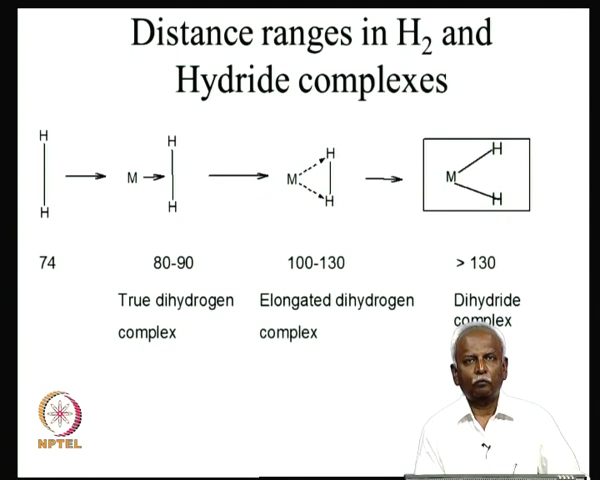 Distance ranges in H2 and
Hydride complexes
H
H
M
H
H
M
H
H
M
H
H
74
80-90
100-130
> 130
True dihydrogen
complex
Elongated dihydrogen
complex
Dihydride
complex
NPTEL